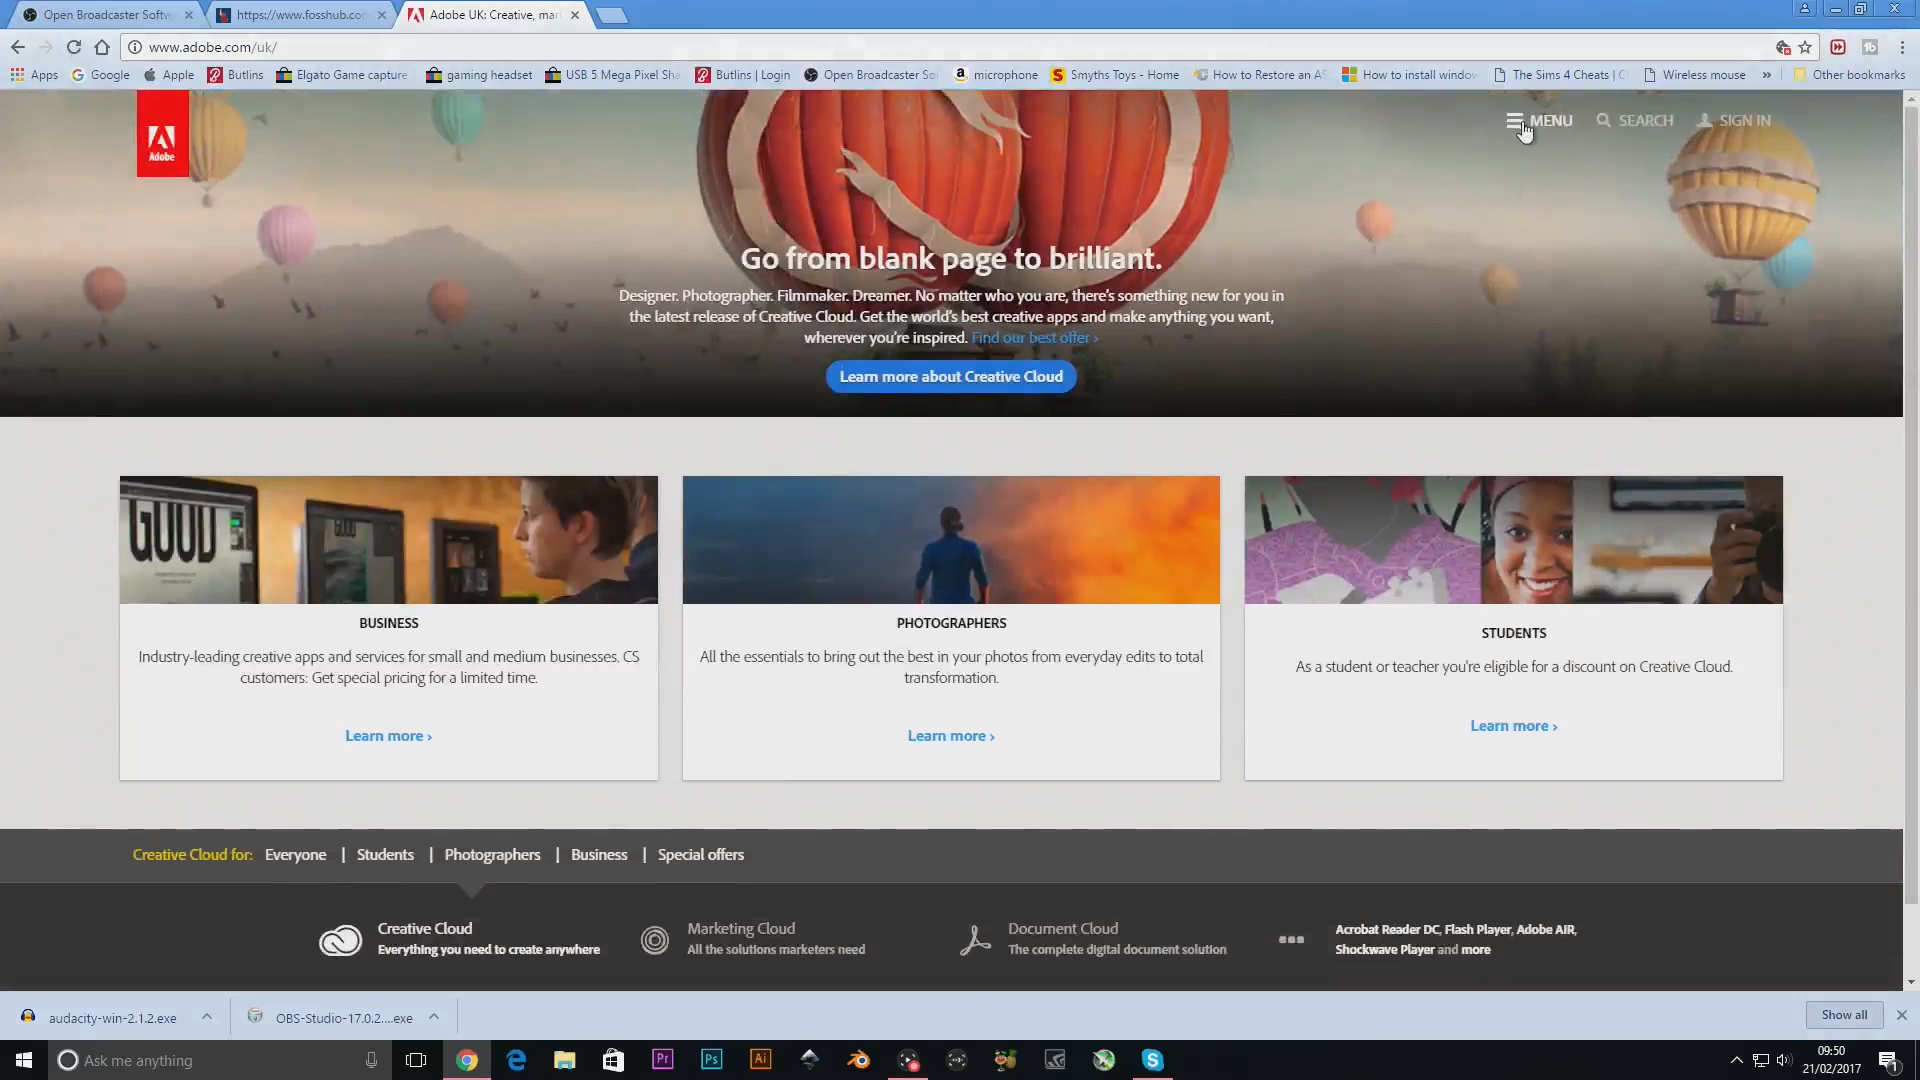 Open Broadcaster Softw
https://www.fosshub.co
Adobe UK: Creative, mar
www.adobe.com/uk/
Apps
Google
Apple
Butlins
Elgato Game capture
gaming headset
USB 5 Mega Pixel Sha
Butlins | Login
Open Broadcaster So
microphone
Smyths Toys - Home
How to Restore an AS
How to install window
The Sims 4 Cheats | C
Wireless mouse
»
Other bookmarks
Adobe
MENU
SEARCH
SIGN IN
Go from blank page to brilliant.
Designer. Photographer. Filmmaker. Dreamer. No matter who you are, there's something new for you in
the latest release of Creative Cloud. Get the world's best creative apps and make anything you want,
wherever you're inspired. Find our best offer ›
Learn more about Creative Cloud
GOOD
BUSINESS
Industry-leading creative apps and services for small and medium businesses. CS
customers: Get special pricing for a limited time.
Learn more ›
PHOTOGRAPHERS
All the essentials to bring out the best in your photos from everyday edits to total
transformation.
Learn more ›
STUDENTS
As a student or teacher you're eligible for a discount on Creative Cloud.
Learn more ›
Creative Cloud for: Everyone | Students | Photographers | Business | Special offers
Creative Cloud
Everything you need to create anywhere
Marketing Cloud
All the solutions marketers need
Document Cloud
The complete digital document solution
Acrobat Reader DC, Flash Player, Adobe AIR,
Shockwave Player and more
audacity-win-2.1.2.exe
OBS-Studio-17.0.2....exe
Show all
Ask me anything
Pr
Ps
Ai
09:50
21/02/2017
1